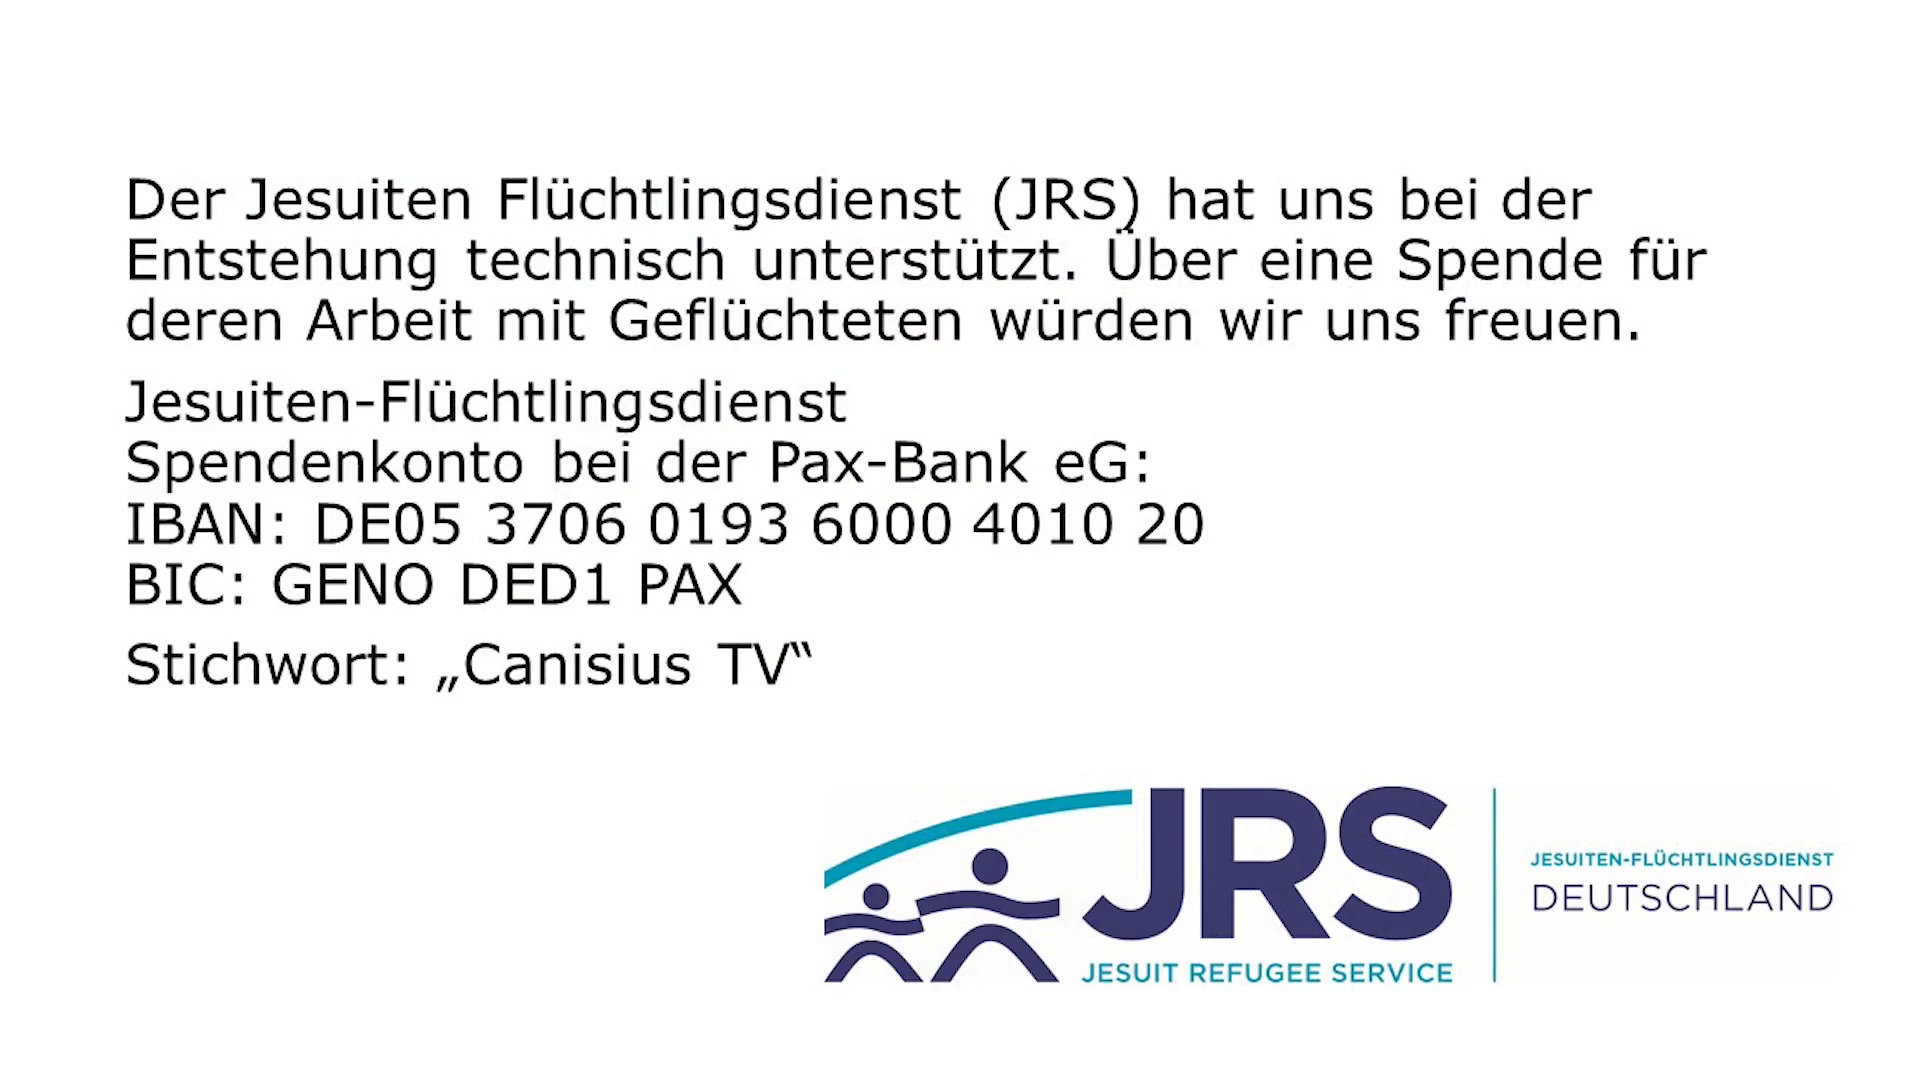 Der Jesuiten Flüchtlingsdienst (JRS) hat uns bei der
Entstehung technisch unterstützt. Über eine Spende für
deren Arbeit mit Geflüchteten würden wir uns freuen.
Jesuiten-Flüchtlingsdienst
Spendenkonto bei der Pax-Bank eG:
IBAN: DE05 3706 0193 6000 4010 20
BIC: GENO DED1 PAX
Stichwort: „Canisius TV“
JRS
JESUIT REFUGEE SERVICE
JESUITEN-FLÜCHTLINGSDIENST
DEUTSCHLAND